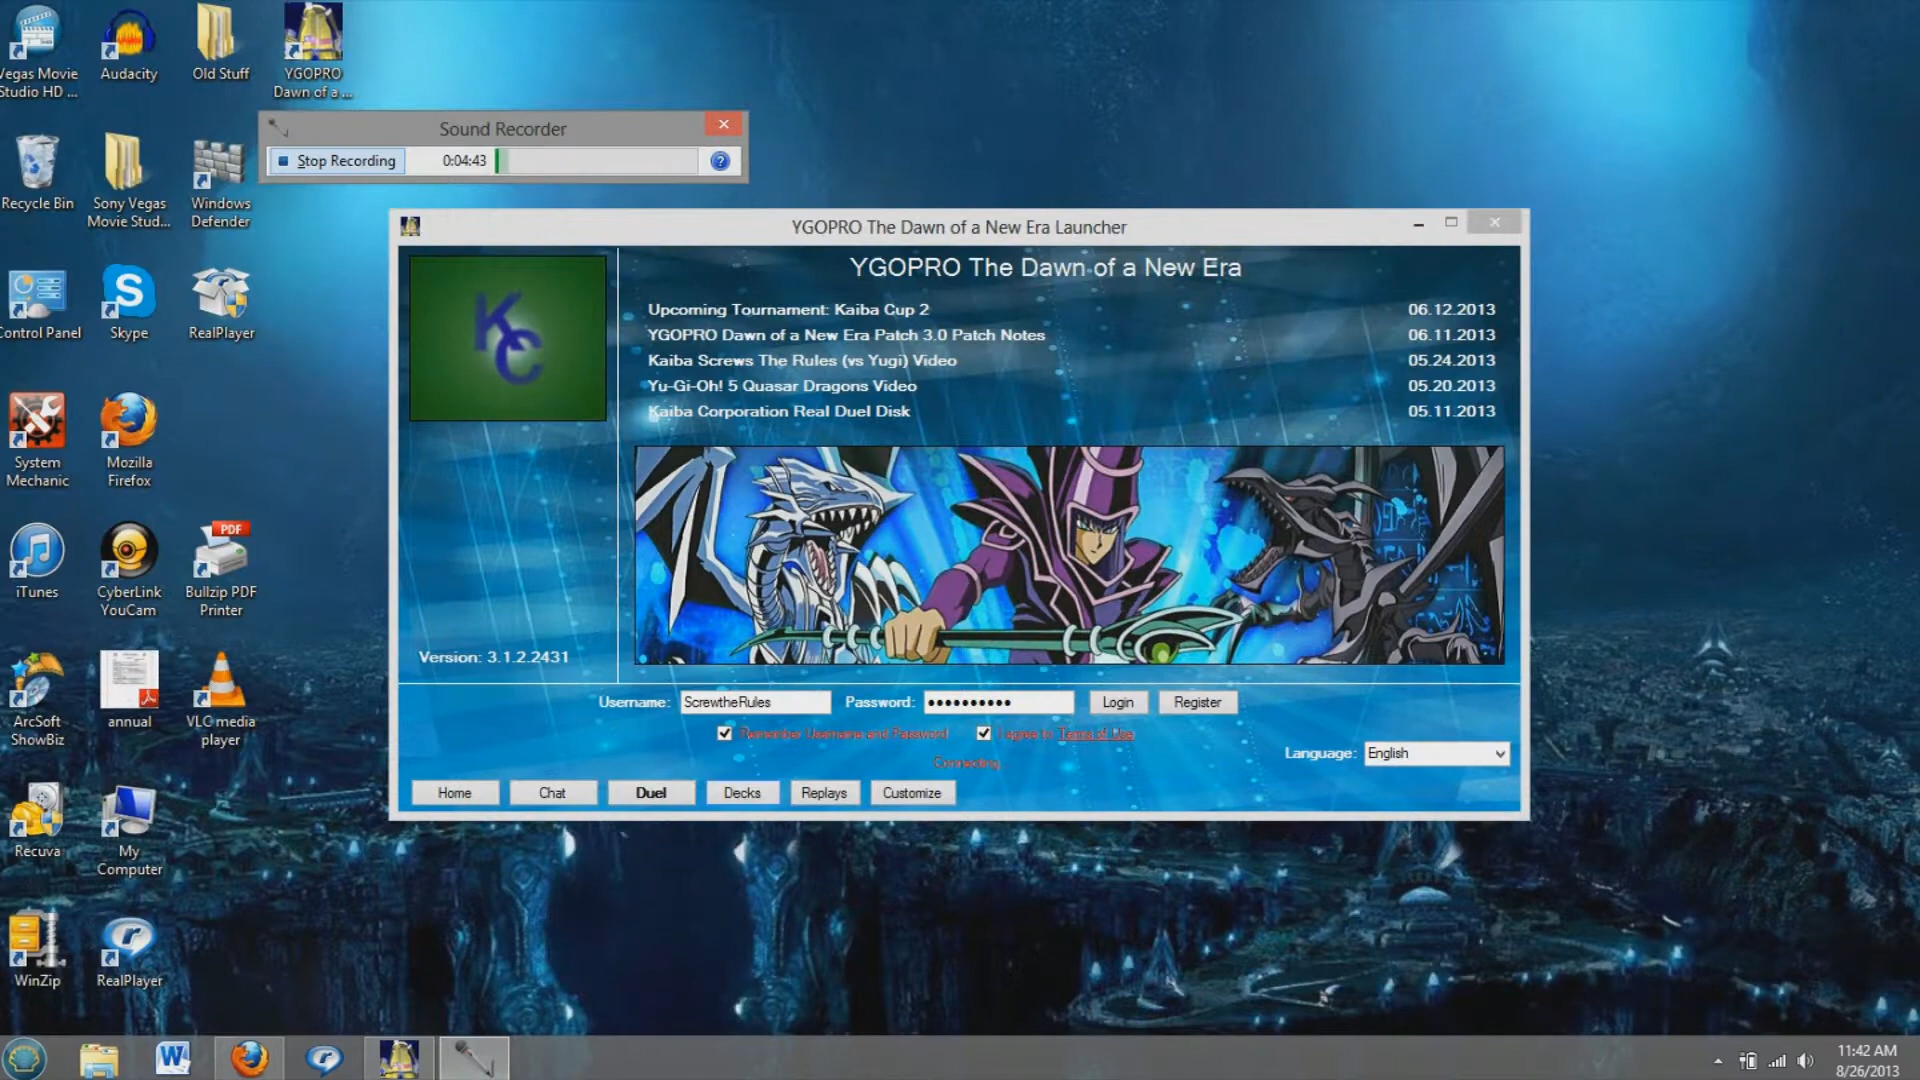 Vegas Movie
Studio HD ...
Audacity
Old Stuff
YGOPRO
Dawn of a ...
Sound Recorder
Stop Recording
0:04:43
Recycle Bin
Sony Vegas
Movie Stud...
Windows
Defender
YGOPRO The Dawn of a New Era Launcher
KC
YGOPRO The Dawn of a New Era
Upcoming Tournament: Kaiba Cup 2 06.12.2013
YGOPRO Dawn of a New Era Patch 3.0 Patch Notes 06.11.2013
Kaiba Screws The Rules (vs Yugi) Video 05.24.2013
Yu-Gi-Oh! 5 Quasar Dragons Video 05.20.2013
Kaiba Corporation Real Duel Disk 05.11.2013
Control Panel
Skype
RealPlayer
System
Mechanic
Mozilla
Firefox
iTunes
CyberLink
YouCam
PDF
Bullzip PDF
Printer
Version: 3.1.2.2431
ArcSoft
ShowBiz
annual
VLC media
player
Username: ScrewtheRules Password: Login Register
Remember Username and Password I agree to Terms of Use
Connecting
Language: English
Home Chat Duel Decks Replays Customize
Recuva
My
Computer
WinZip
RealPlayer
11:42 AM
8/26/2013